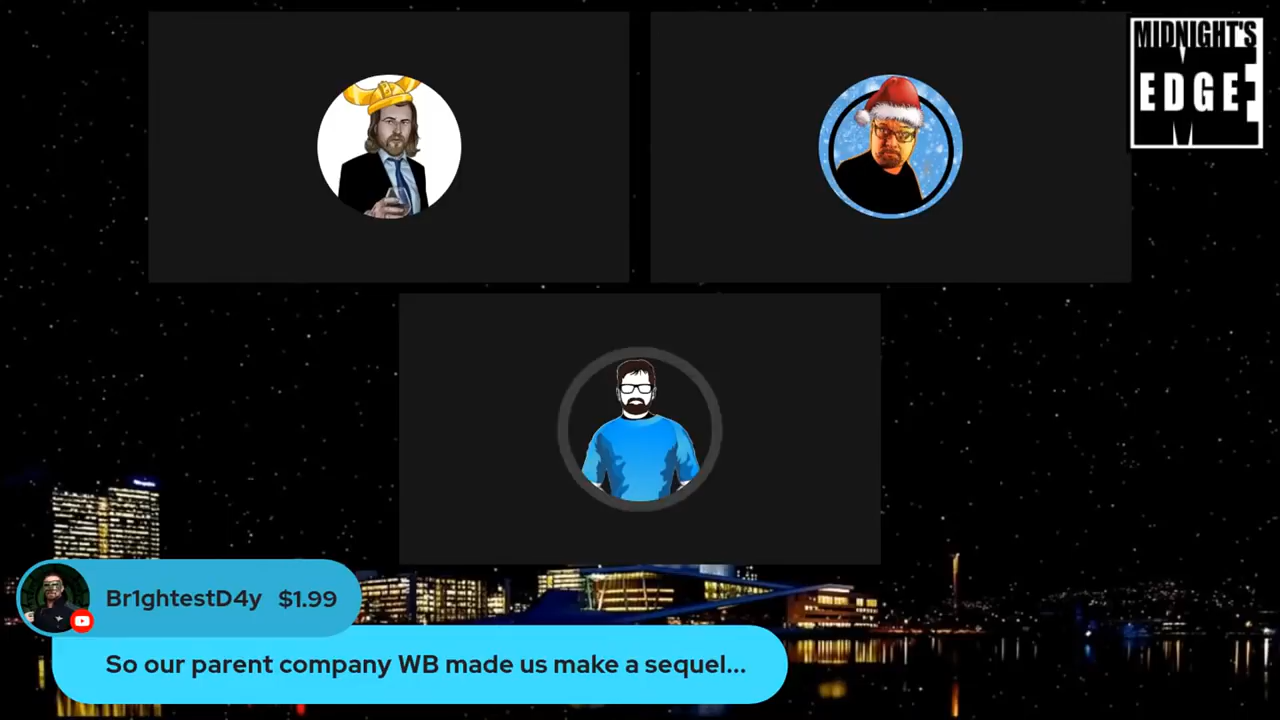 MIDNIGHT'S
EDGE
Br1ghtestD4y $1.99
So our parent company WB made us make a sequel...